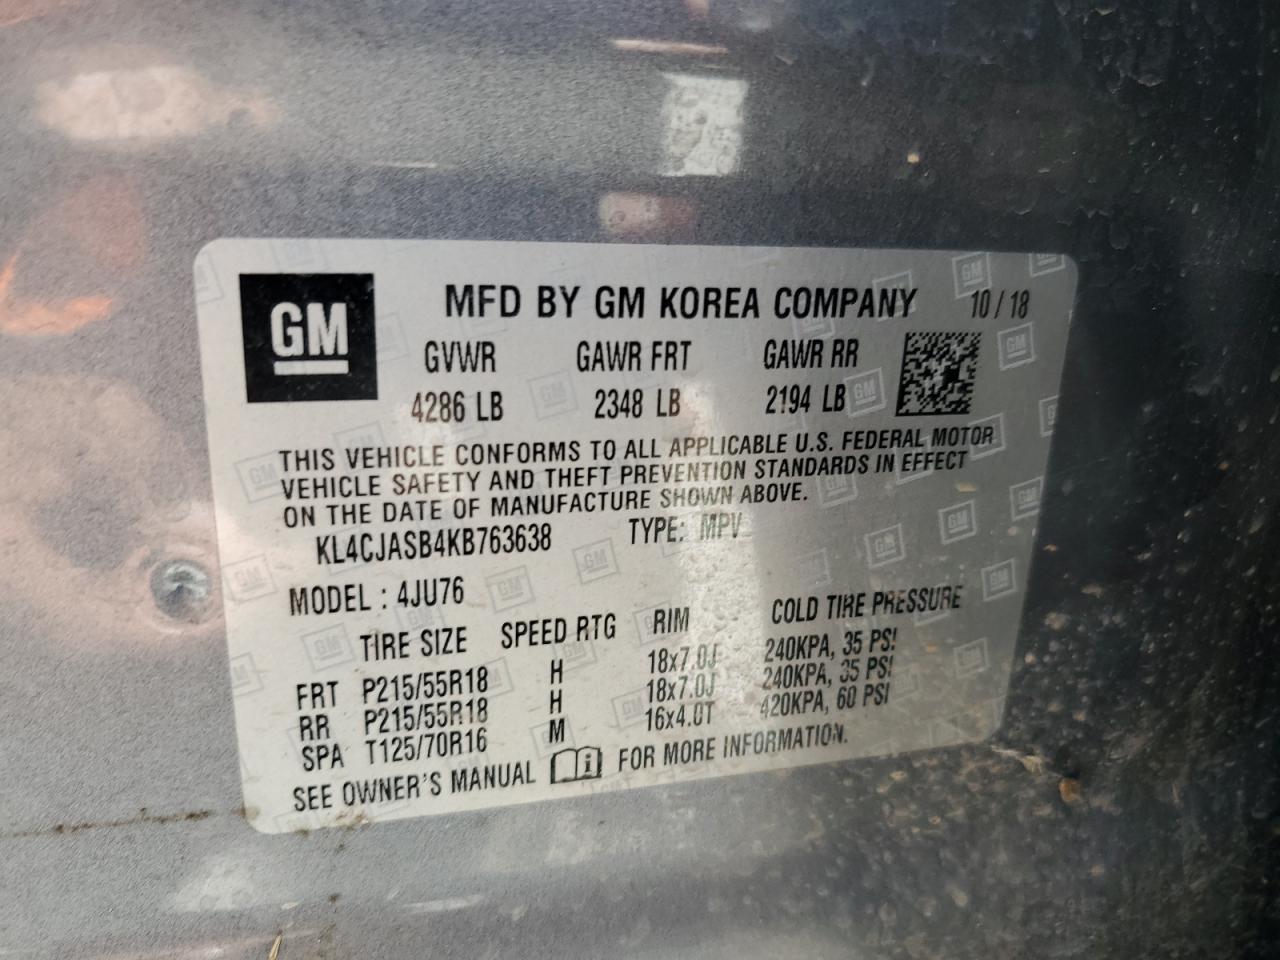 GM
MFD BY GM KOREA COMPANY 10/18
GVWR GAWR FRT GAWR RR
4286 LB 2348 LB 2194 LB
THIS VEHICLE CONFORMS TO ALL APPLICABLE U.S. FEDERAL MOTOR
VEHICLE SAFETY AND THEFT PREVENTION STANDARDS IN EFFECT
ON THE DATE OF MANUFACTURE SHOWN ABOVE.
KL4CJASB4KB763638 TYPE: MPV
MODEL : 4JU76
TIRE SIZE SPEED RTG RIM COLD TIRE PRESSURE
FRT P215/55R18 H 18x7.0J 240KPA, 35 PSI
RR P215/55R18 H 18x7.0J 240KPA, 35 PSI
SPA T125/70R16 M 16x4.0T 420KPA, 60 PSI
SEE OWNER'S MANUAL FOR MORE INFORMATION.